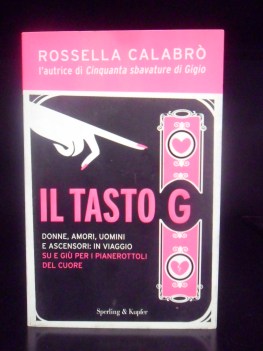 ROSSELLA CALABRÒ
l'autrice di Cinquanta sbavature di Gigio
IL TASTO G
DONNE, AMORI, UOMINI
E ASCENSORI: IN VIAGGIO
SU E GIÙ PER I PIANEROTTOLI
DEL CUORE
Sperling & Kupfer